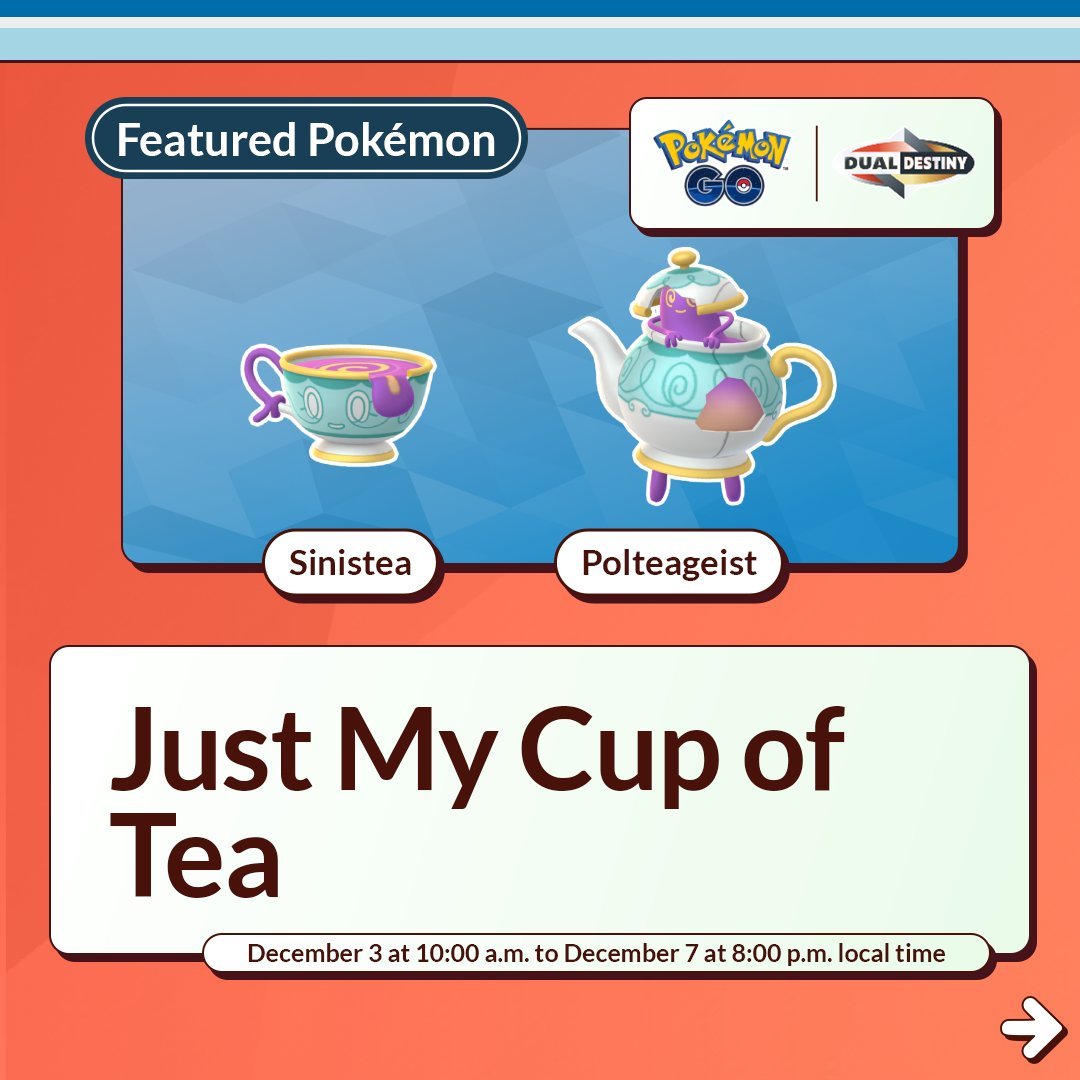 Featured Pokémon
POKÉMON
GO
DUAL DESTINY
Sinistea
Polteageist
Just My Cup of
Tea
December 3 at 10:00 a.m. to December 7 at 8:00 p.m. local time